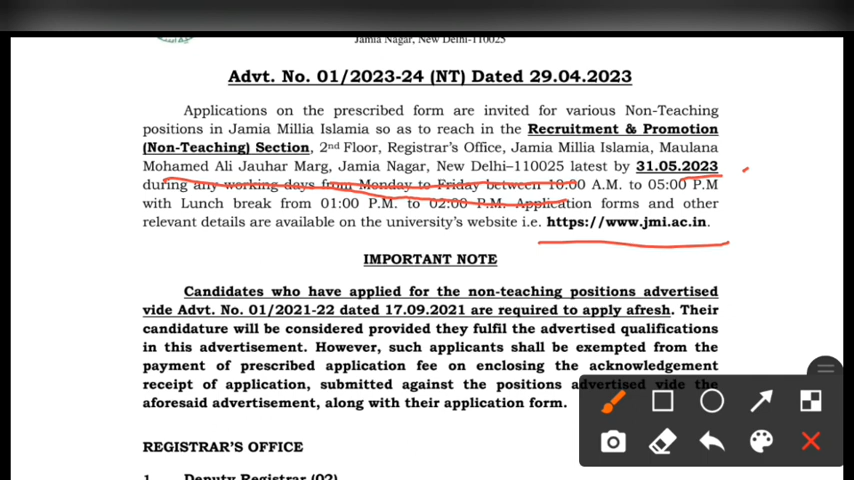 Jamia Nagar, New Delhi-110025
Advt. No. 01/2023-24 (NT) Dated 29.04.2023
Applications on the prescribed form are invited for various Non-Teaching
positions in Jamia Millia Islamia so as to reach in the Recruitment & Promotion
(Non-Teaching) Section, 2nd Floor, Registrar's Office, Jamia Millia Islamia, Maulana
Mohamed Ali Jauhar Marg, Jamia Nagar, New Delhi–110025 latest by 31.05.2023
during any working days from Monday to Friday between 10:00 A.M. to 05:00 P.M
with Lunch break from 01:00 P.M. to 02:00 P.M. Application forms and other
relevant details are available on the university's website i.e. https://www.jmi.ac.in.
IMPORTANT NOTE
Candidates who have applied for the non-teaching positions advertised
vide Advt. No. 01/2021-22 dated 17.09.2021 are required to apply afresh. Their
candidature will be considered provided they fulfil the advertised qualifications
in this advertisement. However, such applicants shall be exempted from the
payment of prescribed application fee on enclosing the acknowledgement
receipt of application, submitted against the positions advertised vide the
aforesaid advertisement, along with their application form.
REGISTRAR'S OFFICE
1. Deputy Registrar (02)